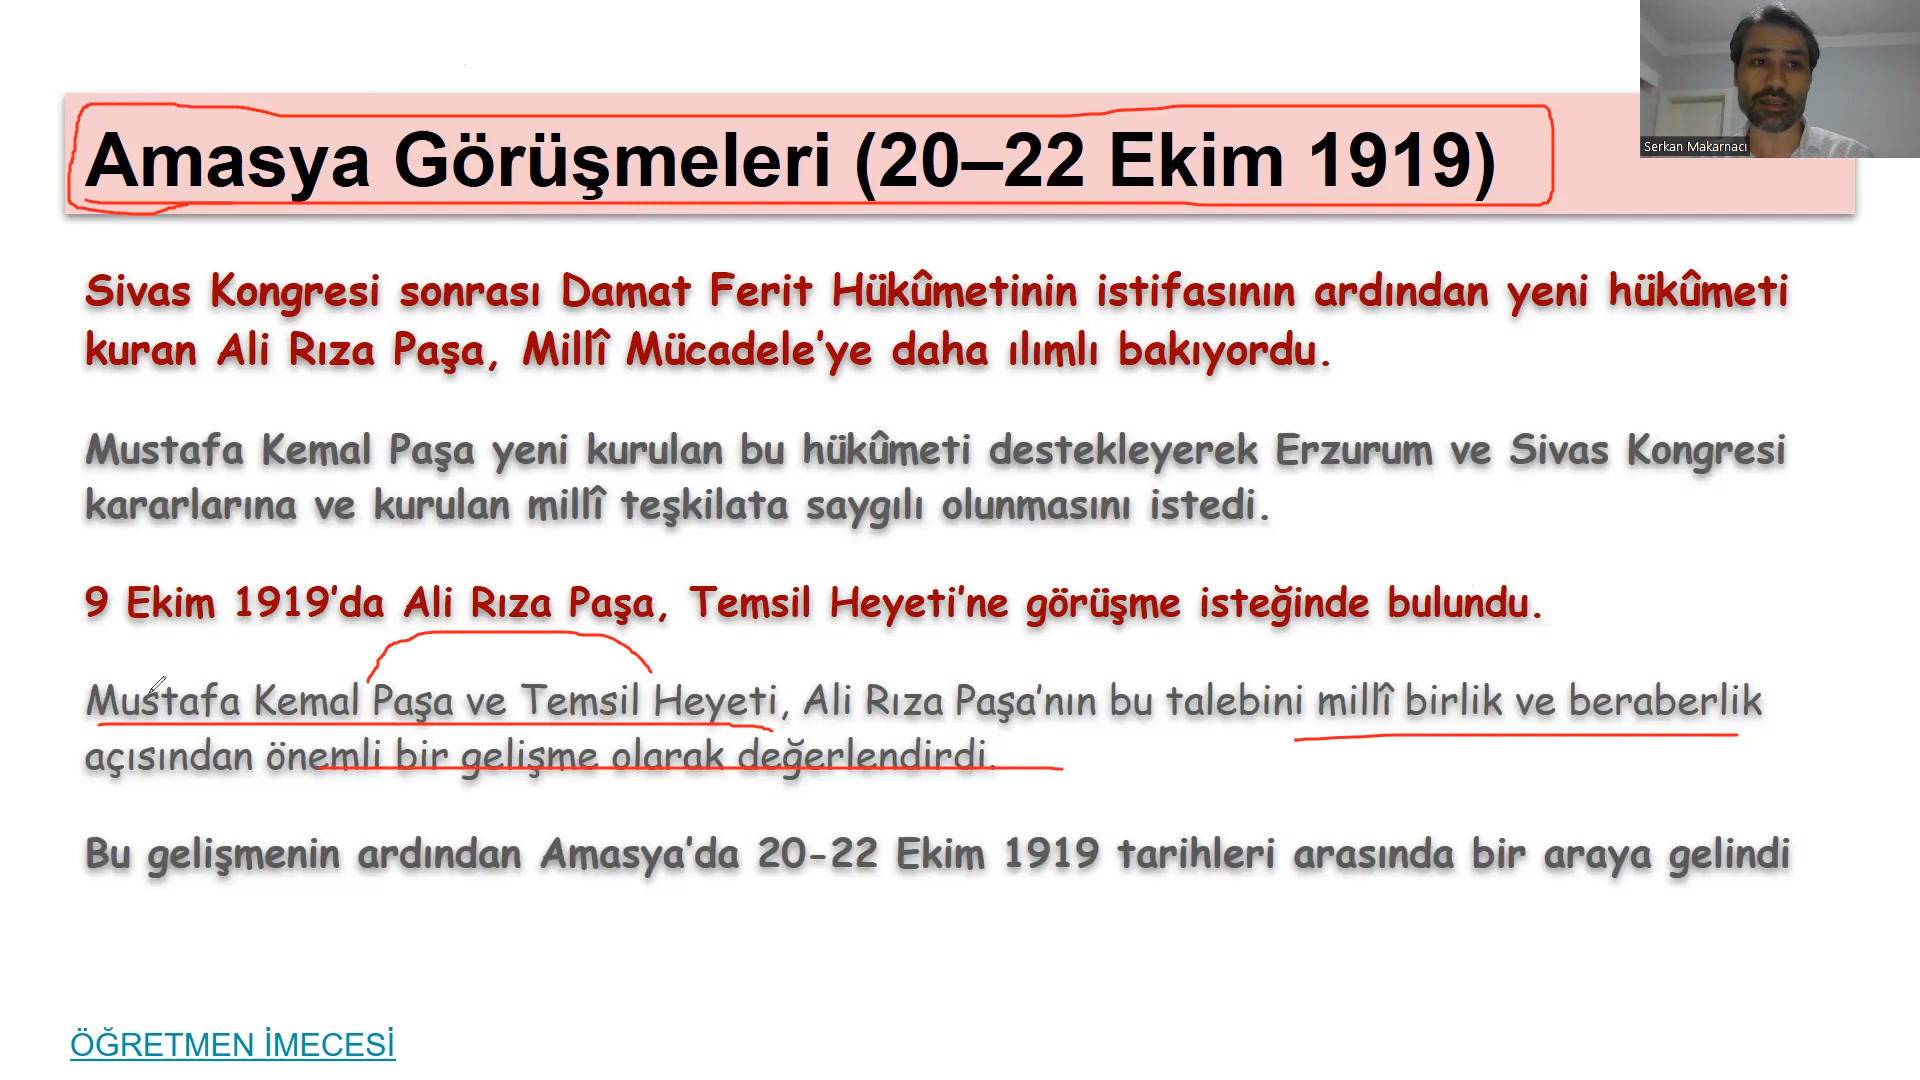 Amasya Görüşmeleri (20–22 Ekim 1919)
Serkan Makarnacı
Sivas Kongresi sonrası Damat Ferit Hükûmetinin istifasının ardından yeni hükûmeti
kuran Ali Rıza Paşa, Millî Mücadele’ye daha ılımlı bakıyordu.
Mustafa Kemal Paşa yeni kurulan bu hükûmeti destekleyerek Erzurum ve Sivas Kongresi
kararlarına ve kurulan millî teşkilata saygılı olunmasını istedi.
9 Ekim 1919’da Ali Rıza Paşa, Temsil Heyeti’ne görüşme isteğinde bulundu.
Mustafa Kemal Paşa ve Temsil Heyeti, Ali Rıza Paşa’nın bu talebini millî birlik ve beraberlik
açısından önemli bir gelişme olarak değerlendirdi.
Bu gelişmenin ardından Amasya’da 20-22 Ekim 1919 tarihleri arasında bir araya gelindi
ÖĞRETMEN İMECESİ